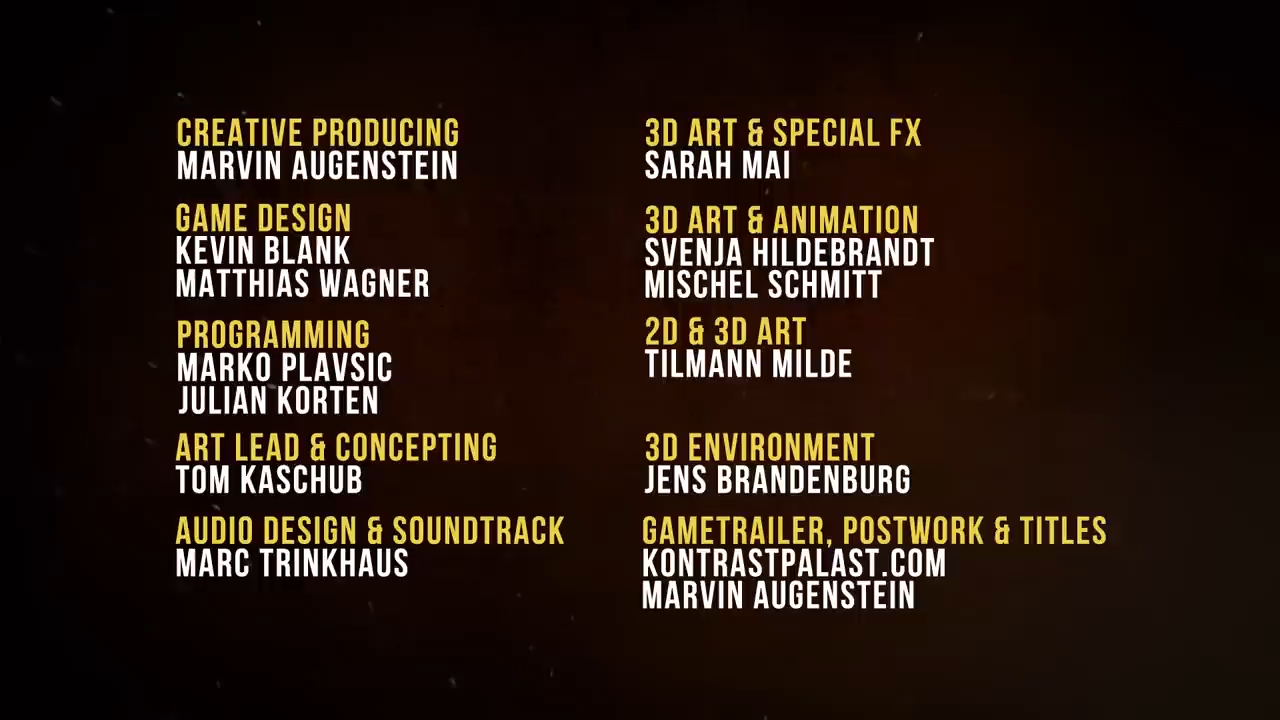 CREATIVE PRODUCING
MARVIN AUGENSTEIN
GAME DESIGN
KEVIN BLANK
MATTHIAS WAGNER
PROGRAMMING
MARKO PLAVSIC
JULIAN KORTEN
ART LEAD & CONCEPTING
TOM KASCHUB
AUDIO DESIGN & SOUNDTRACK
MARC TRINKHAUS
3D ART & SPECIAL FX
SARAH MAI
3D ART & ANIMATION
SVENJA HILDEBRANDT
MISCHEL SCHMITT
2D & 3D ART
TILMANN MILDE
3D ENVIRONMENT
JENS BRANDENBURG
GAMETRAILER, POSTWORK & TITLES
KONTRASTPALAST.COM
MARVIN AUGENSTEIN